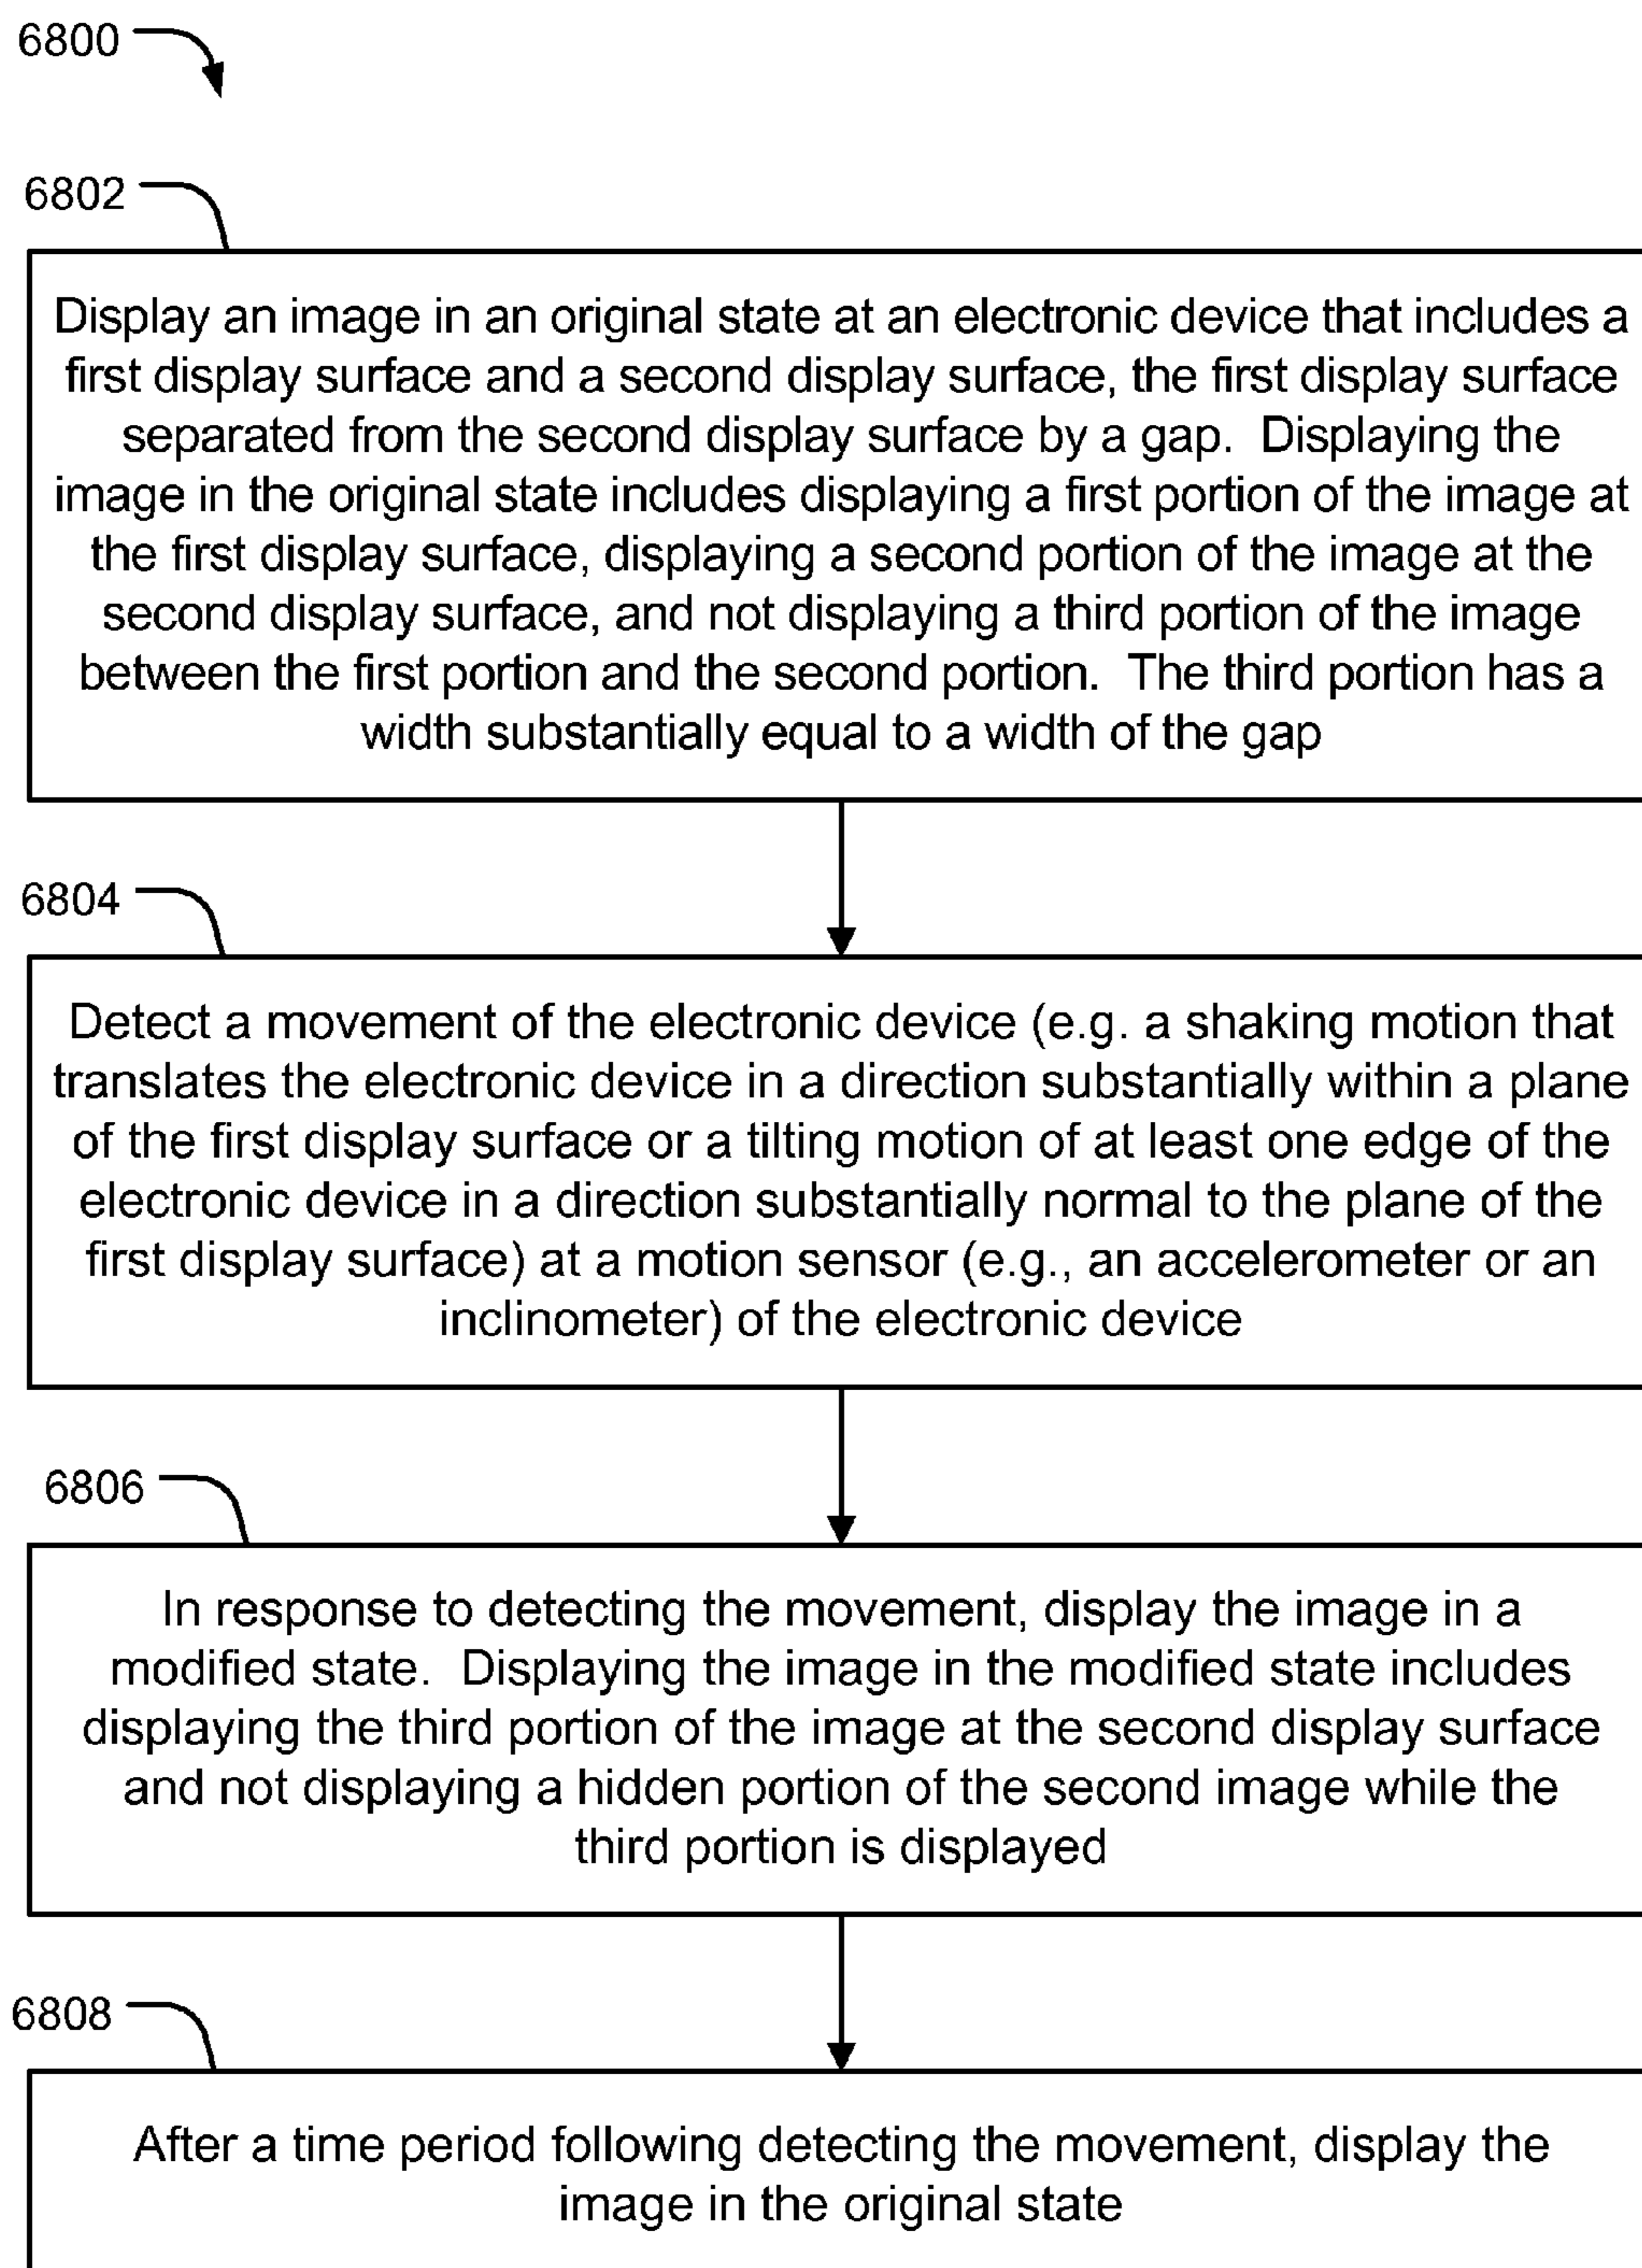 6800
6802
Display an image in an original state at an electronic device that includes a
first display surface and a second display surface, the first display surface
separated from the second display surface by a gap.  Displaying the
image in the original state includes displaying a first portion of the image at
the first display surface, displaying a second portion of the image at the
second display surface, and not displaying a third portion of the image
between the first portion and the second portion.  The third portion has a
width substantially equal to a width of the gap
6804
Detect a movement of the electronic device (e.g. a shaking motion that
translates the electronic device in a direction substantially within a plane
of the first display surface or a tilting motion of at least one edge of the
electronic device in a direction substantially normal to the plane of the
first display surface) at a motion sensor (e.g., an accelerometer or an
inclinometer) of the electronic device
6806
In response to detecting the movement, display the image in a
modified state.  Displaying the image in the modified state includes
displaying the third portion of the image at the second display surface
and not displaying a hidden portion of the second image while the
third portion is displayed
6808
After a time period following detecting the movement, display the
image in the original state